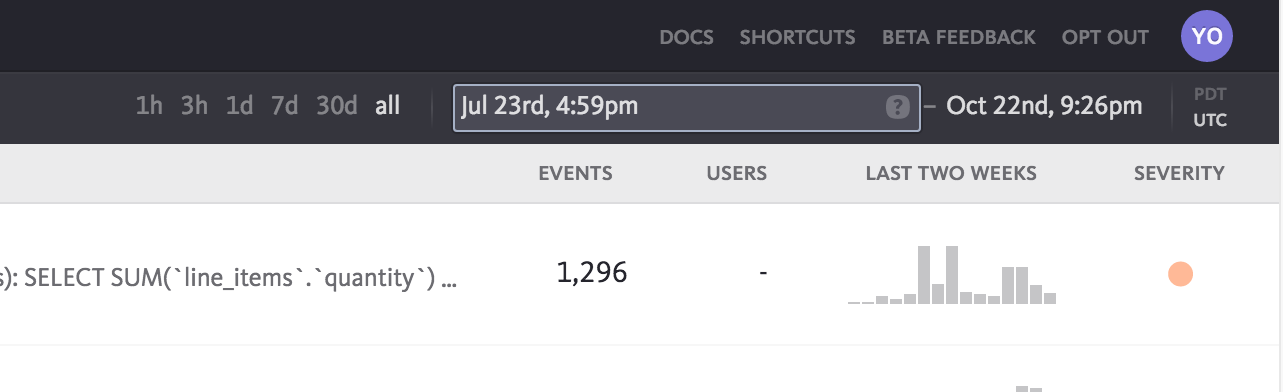 DOCS SHORTCUTS BETA FEEDBACK OPT OUT YO
1h 3h 1d 7d 30d all Jul 23rd, 4:59pm ? – Oct 22nd, 9:26pm PDT
UTC
EVENTS USERS LAST TWO WEEKS SEVERITY
s): SELECT SUM(`line_items`.`quantity`) ... 1,296 -